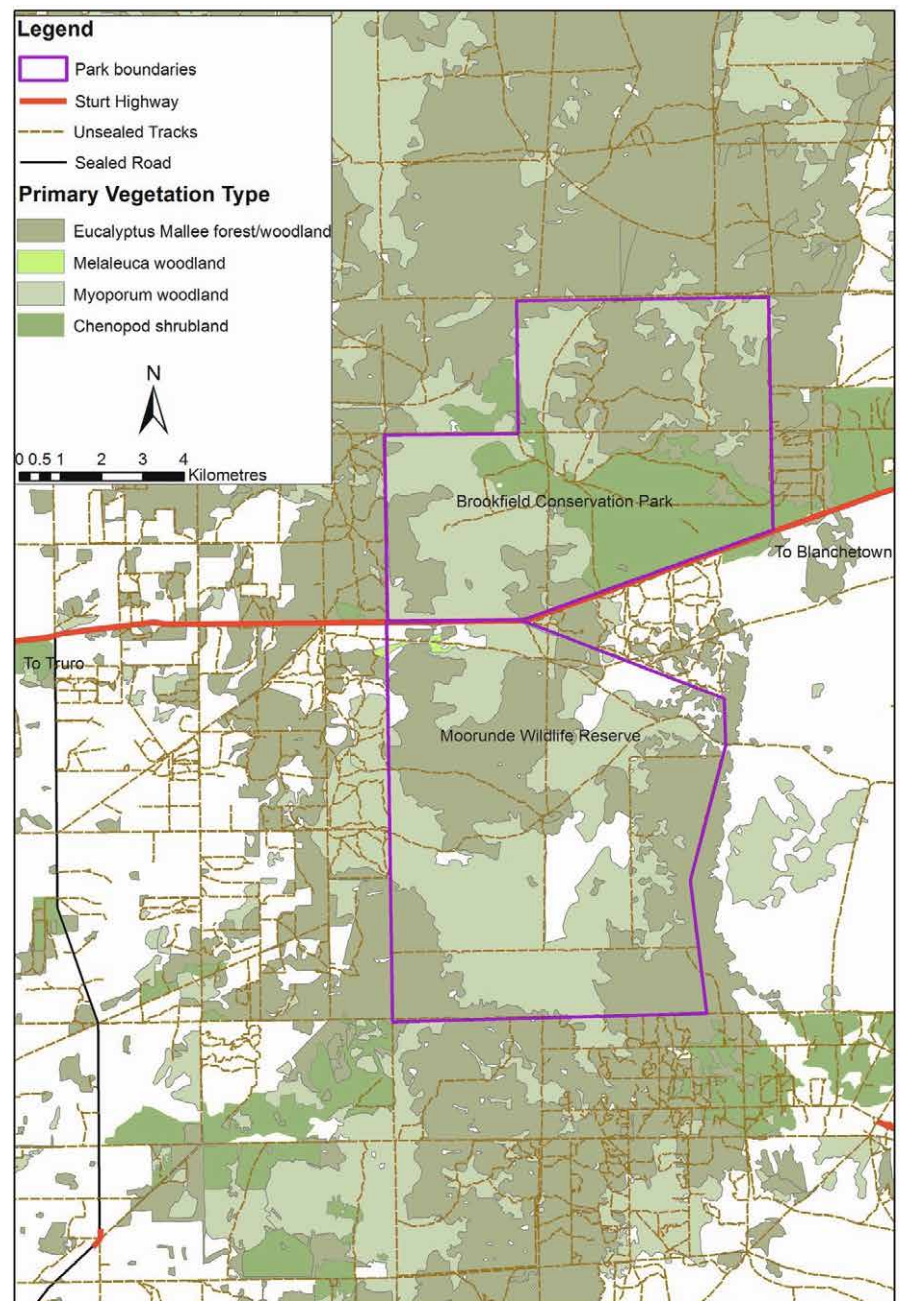 Legend
Park boundaries
Sturt Highway
Unsealed Tracks
Sealed Road
Primary Vegetation Type
Eucalyptus Mallee forest/woodland
Melaleuca woodland
Myoporum woodland
Chenopod shrubland
N
0 0.5 1 2 3 4
Kilometres
Brookfield Conservation Park
To Blanchetown
To Truro
Moorunde Wildlife Reserve